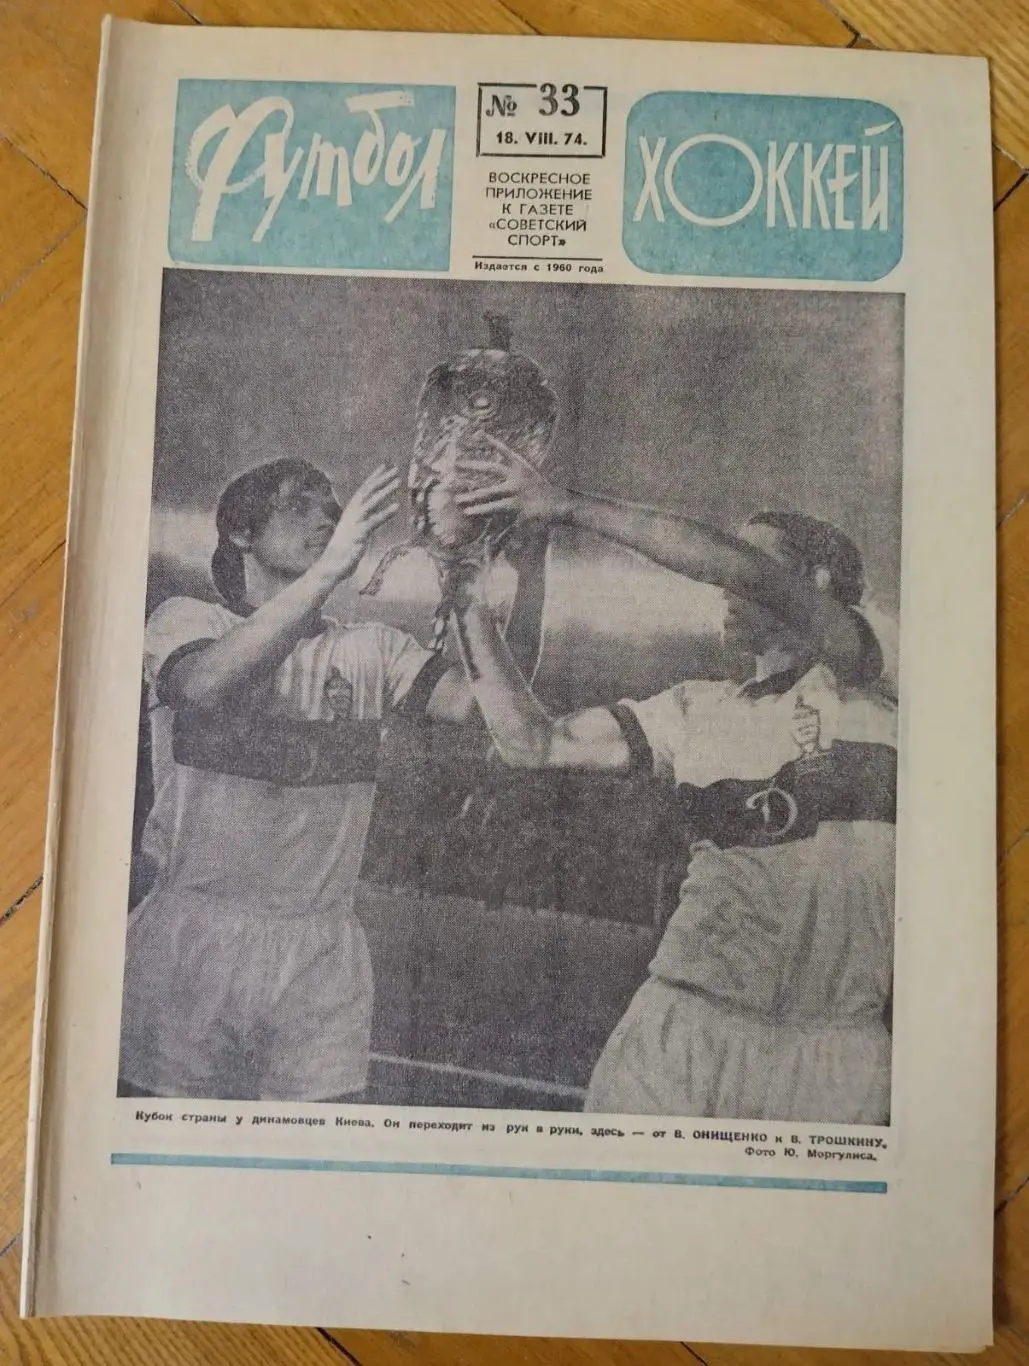 Футбол
№ 33
18. VIII. 74.
ВОСКРЕСНОЕ
ПРИЛОЖЕНИЕ
К ГАЗЕТЕ
«СОВЕТСКИЙ
СПОРТ»
Издается с 1960 года
ХОККЕЙ
Д
Кубок страны у динамовцев Киева. Он переходит из рук в руки, здесь — от В. ОНИЩЕНКО к В. ТРОШКИНУ.
Фото Ю. Моргулиса.